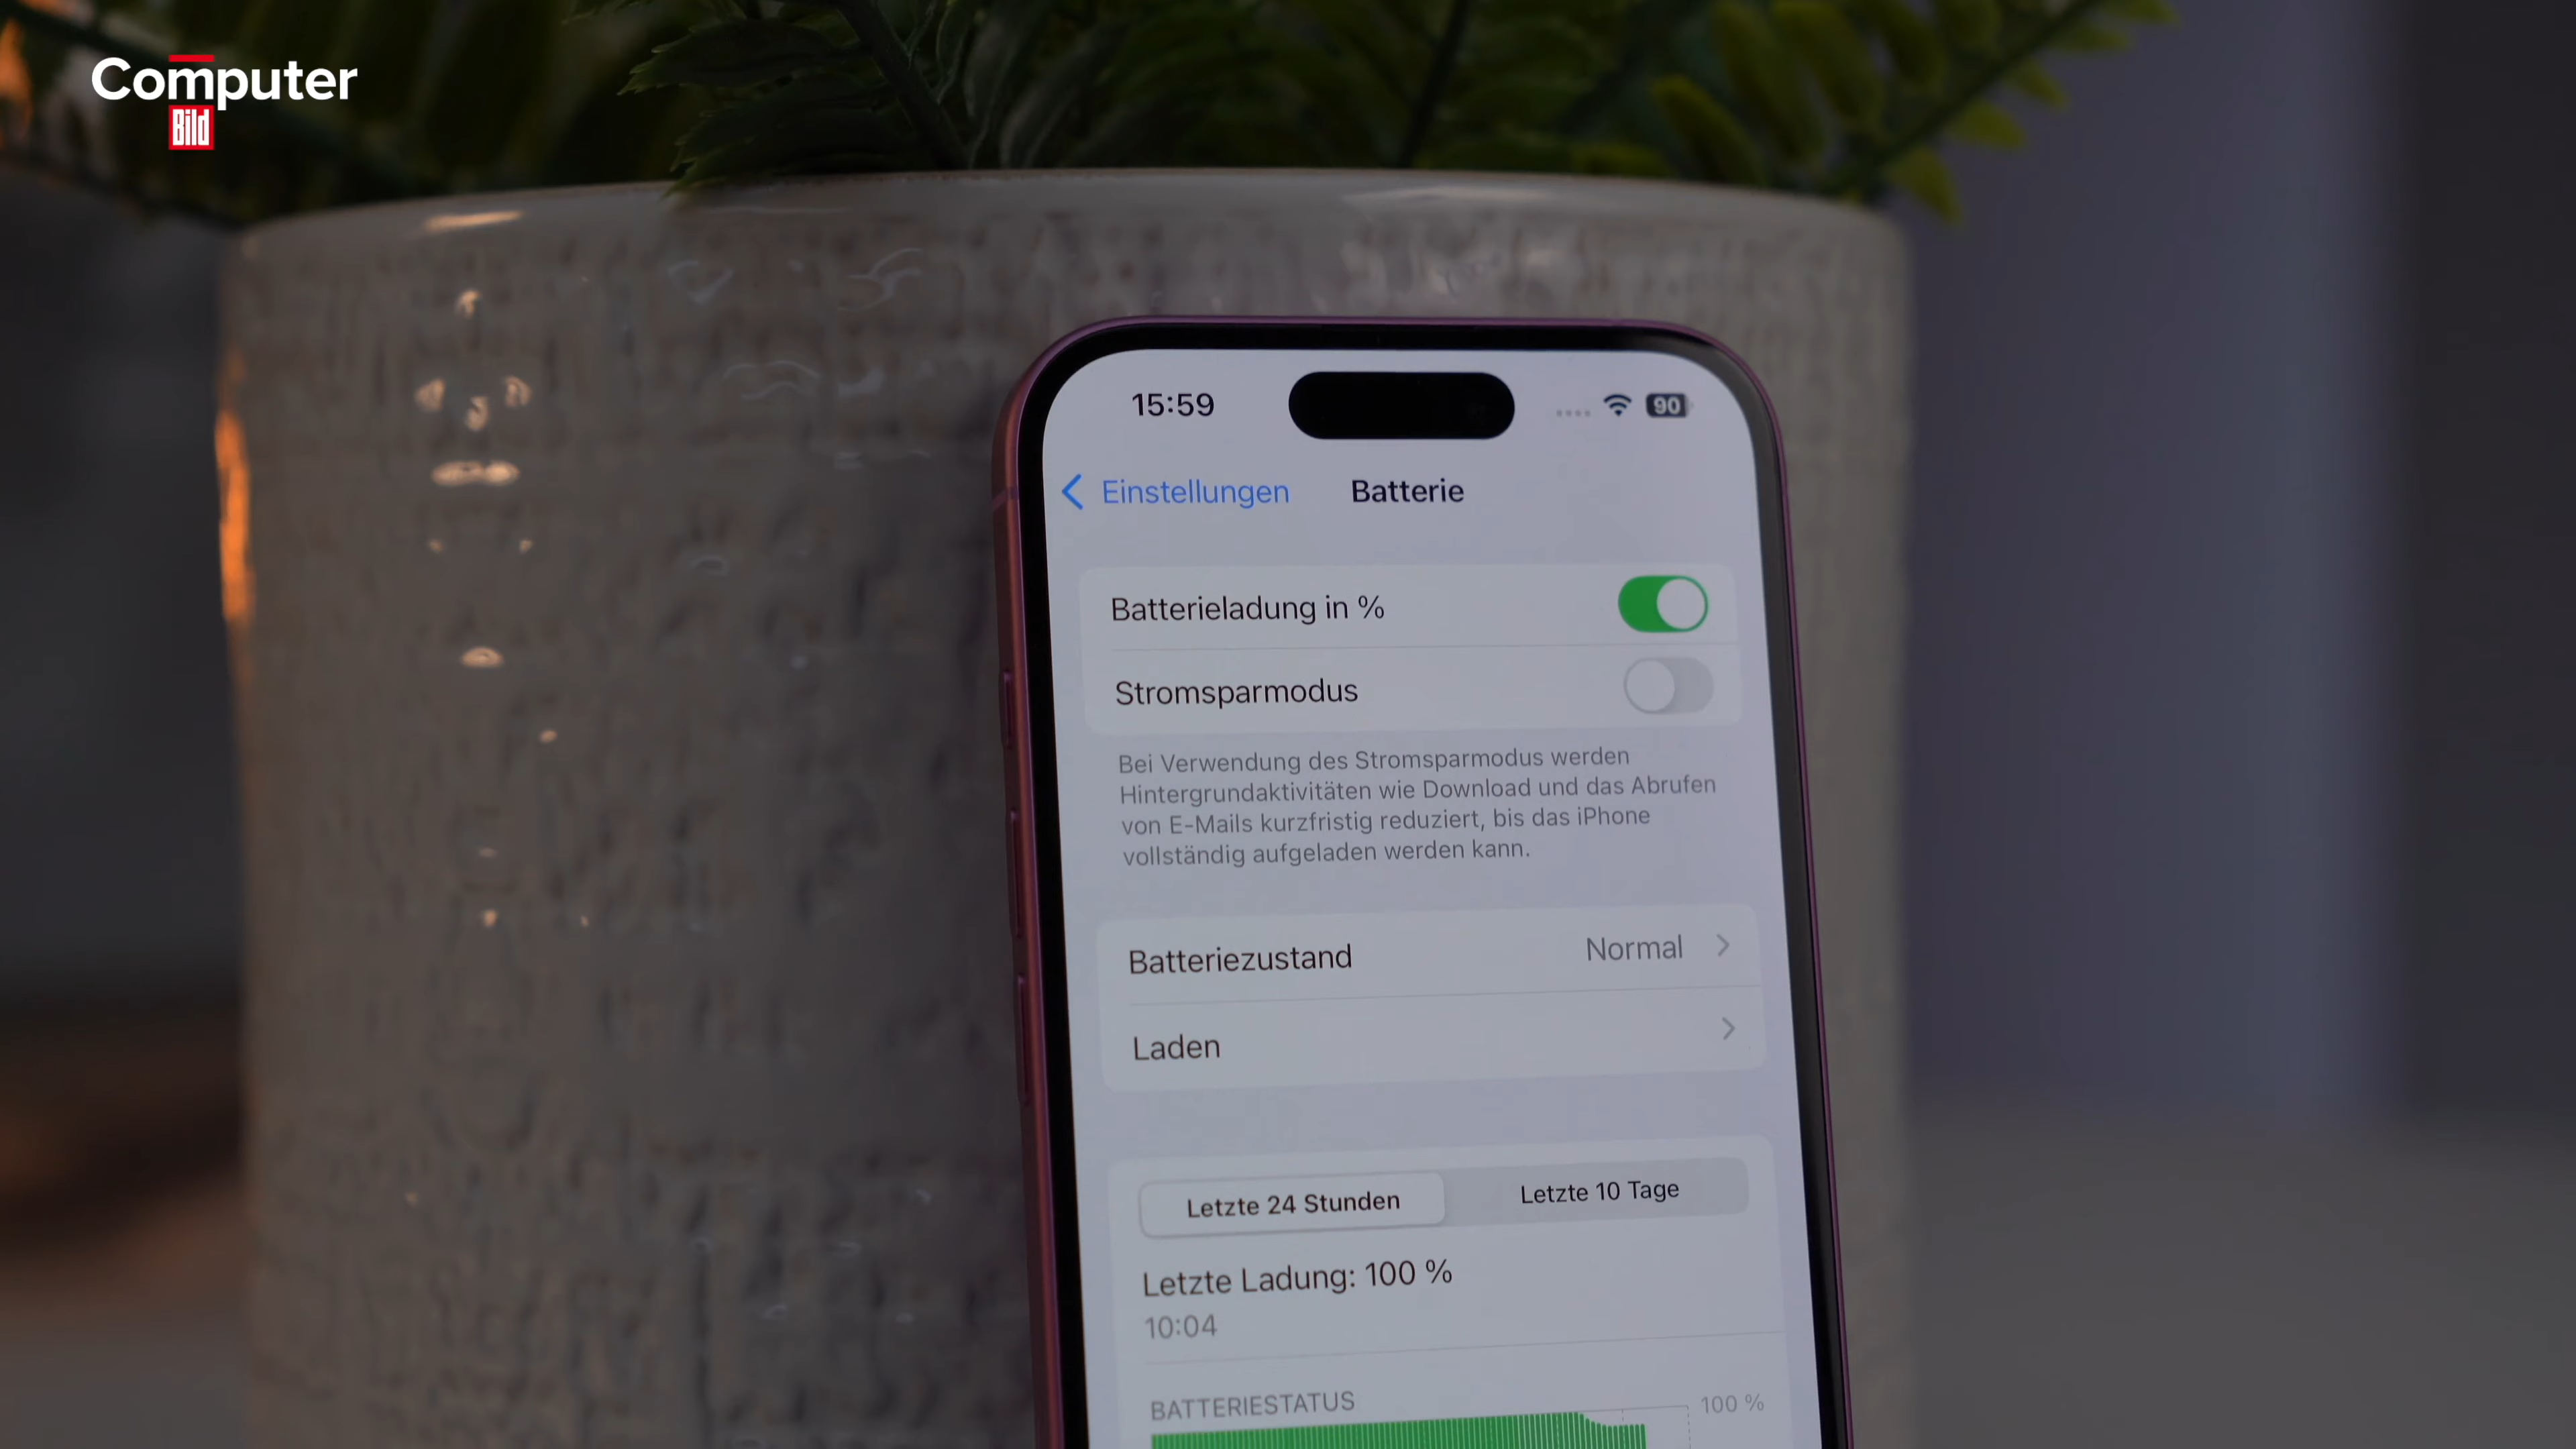 Computer
Bild
15:59
90
Einstellungen
Batterie
Batterieladung in %
Stromsparmodus
Bei Verwendung des Stromsparmodus werden
Hintergrundaktivitäten wie Download und das Abrufen
von E-Mails kurzfristig reduziert, bis das iPhone
vollständig aufgeladen werden kann.
Batteriezustand
Normal
Laden
Letzte 24 Stunden
Letzte 10 Tage
Letzte Ladung: 100 %
10:04
BATTERIESTATUS
100 %